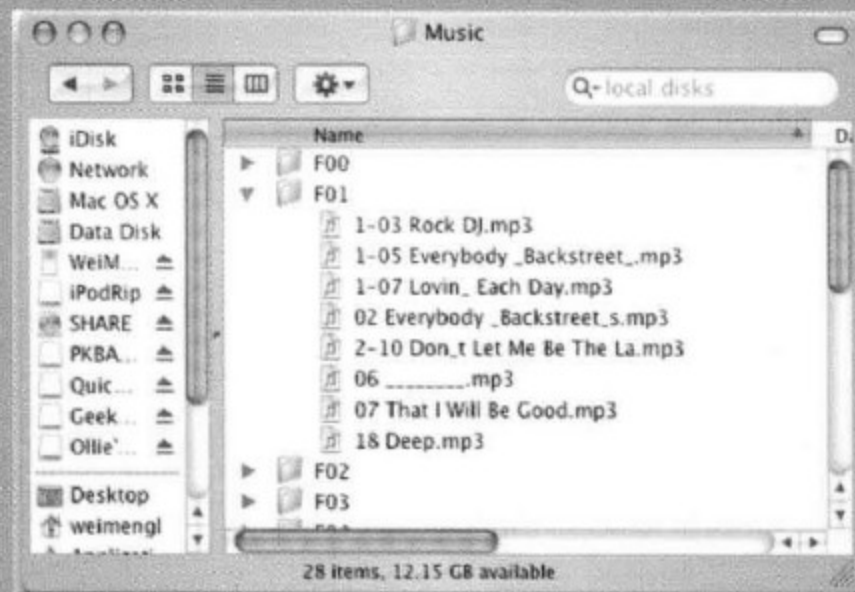 Music
local disks
iDisk
Network
Mac OS X
Data Disk
WeiM...
iPodRip
SHARE
PKBA...
Quic...
Geek...
Ollie'...
Desktop
weimengl
Name
F00
F01
1-03 Rock DJ.mp3
1-05 Everybody _Backstreet_.mp3
1-07 Lovin_ Each Day.mp3
02 Everybody _Backstreet_s.mp3
2-10 Don_t Let Me Be The La.mp3
06 ________.mp3
07 That I Will Be Good.mp3
18 Deep.mp3
F02
F03
28 items, 12.15 GB available